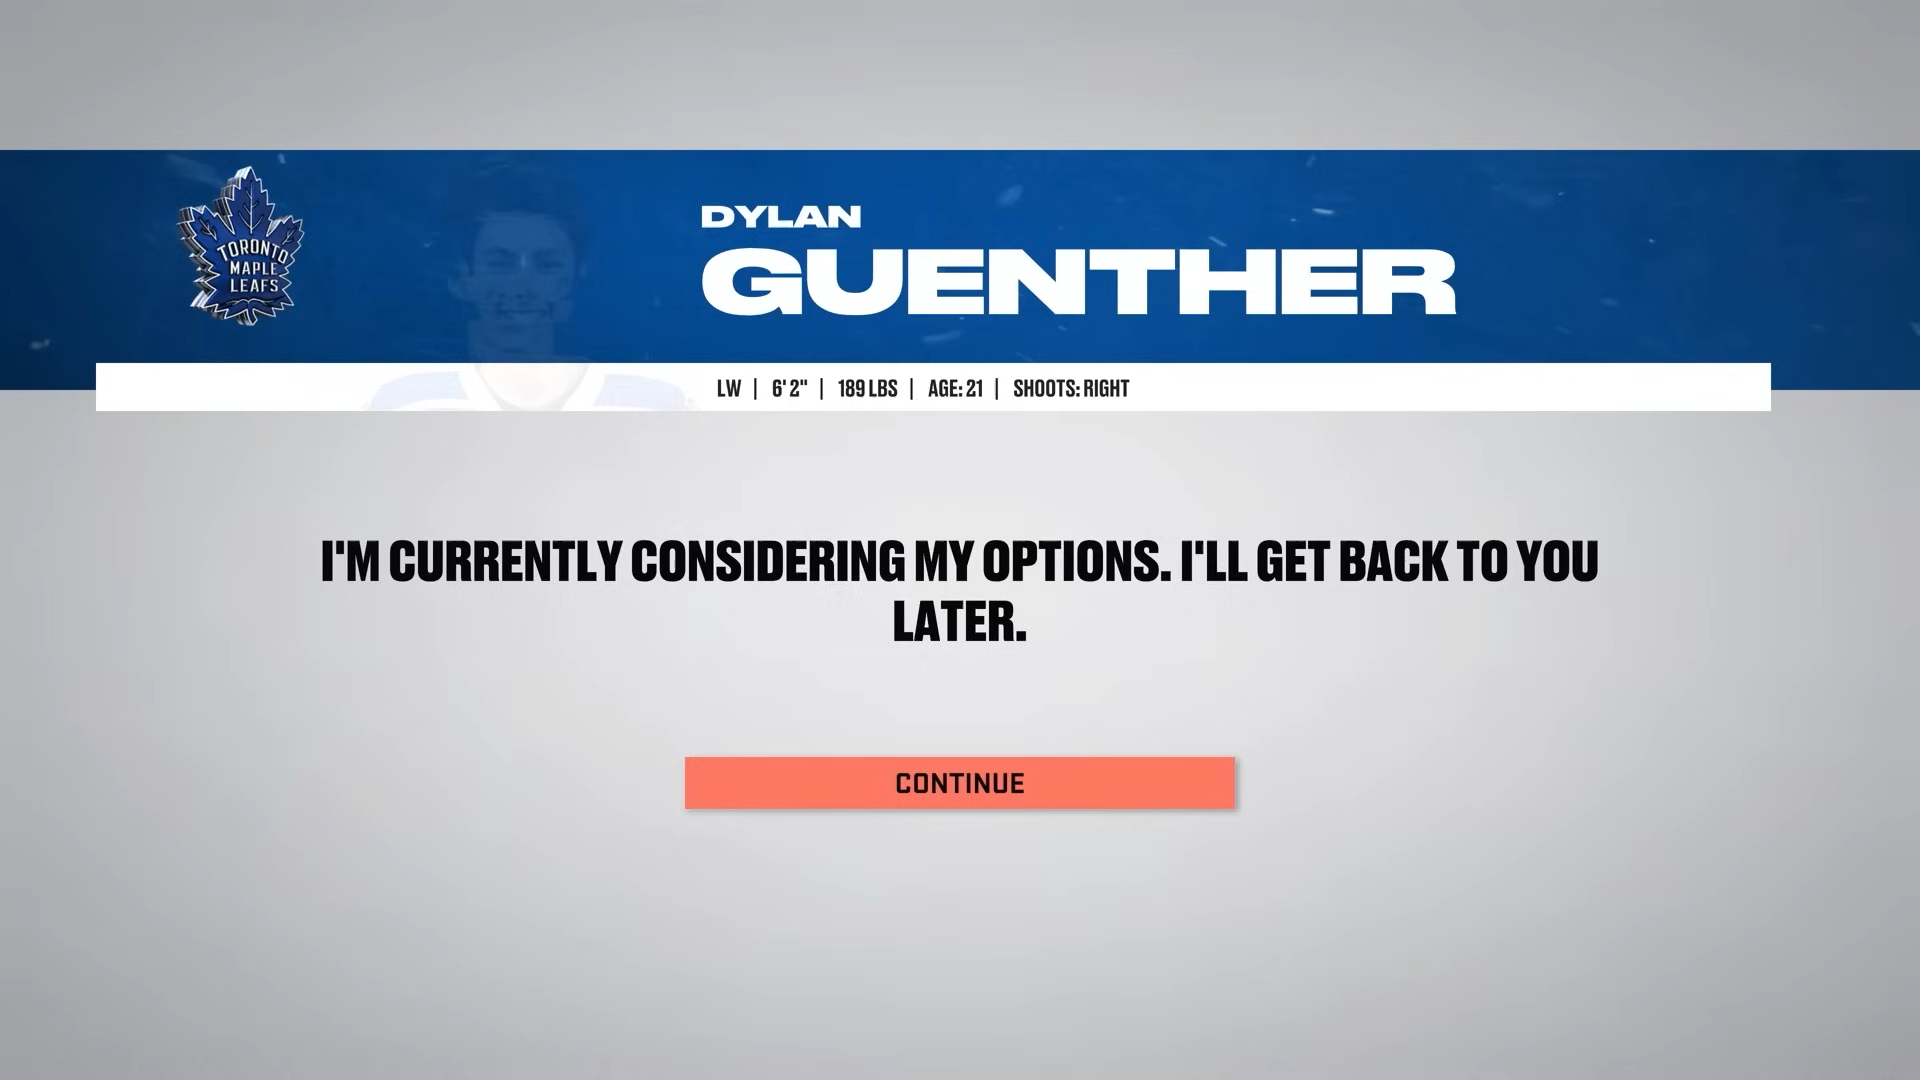 TORONTO
MAPLE
LEAFS
DYLAN
GUENTHER
LW | 6' 2" | 189 LBS | AGE: 21 | SHOOTS: RIGHT
I'M CURRENTLY CONSIDERING MY OPTIONS. I'LL GET BACK TO YOU
LATER.
CONTINUE